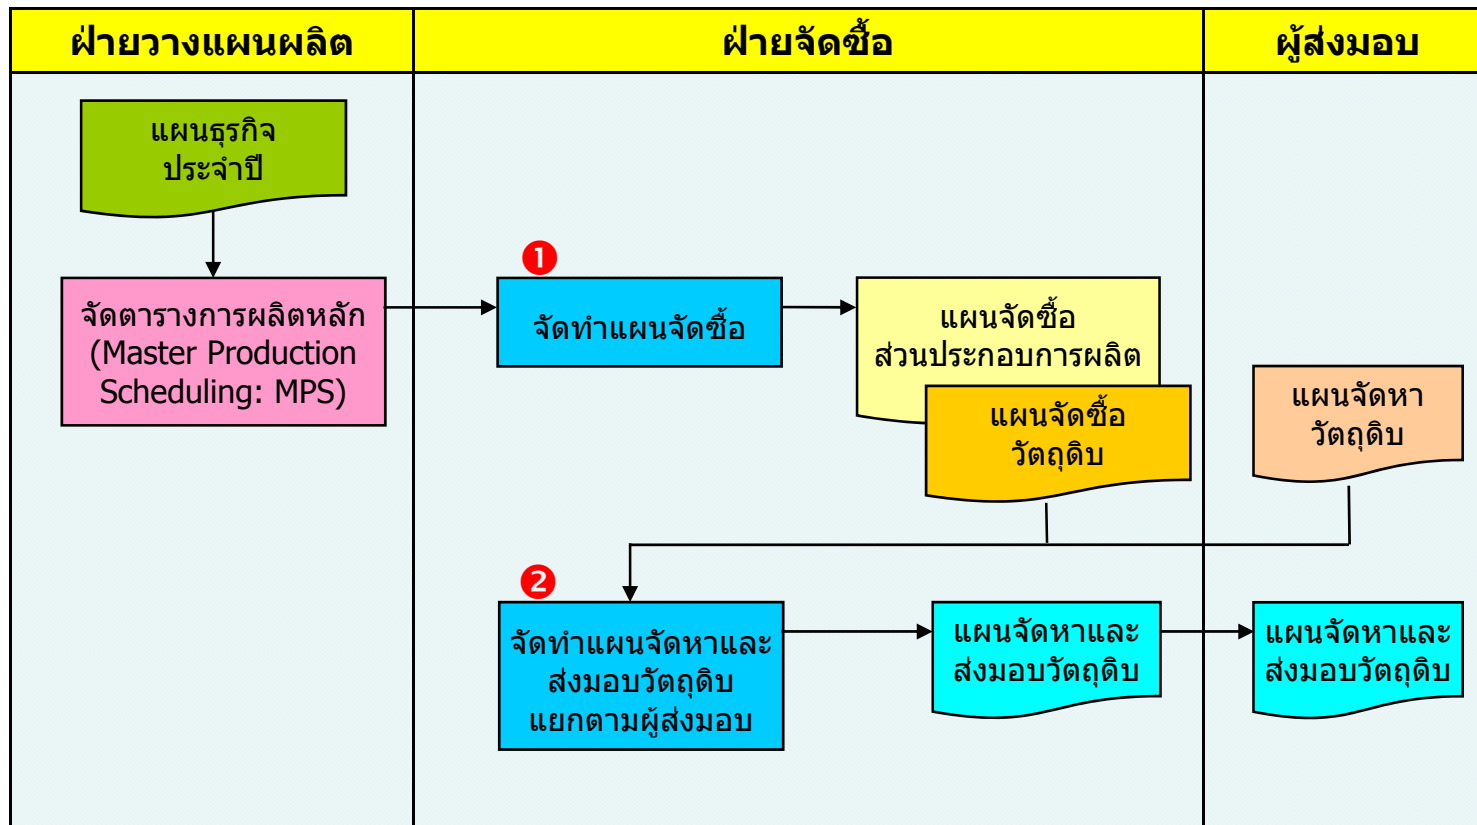 ฝ่ายวางแผนผลิต
ฝ่ายจัดซื้อ
ผู้ส่งมอบ
แผนธุรกิจ
ประจำปี
จัดตารางการผลิตหลัก
(Master Production
Scheduling: MPS)
1
จัดทำแผนจัดซื้อ
แผนจัดซื้อ
ส่วนประกอบการผลิต
แผนจัดซื้อ
วัตถุดิบ
แผนจัดหา
วัตถุดิบ
2
จัดทำแผนจัดหาและ
ส่งมอบวัตถุดิบ
แยกตามผู้ส่งมอบ
แผนจัดหาและ
ส่งมอบวัตถุดิบ
แผนจัดหาและ
ส่งมอบวัตถุดิบ